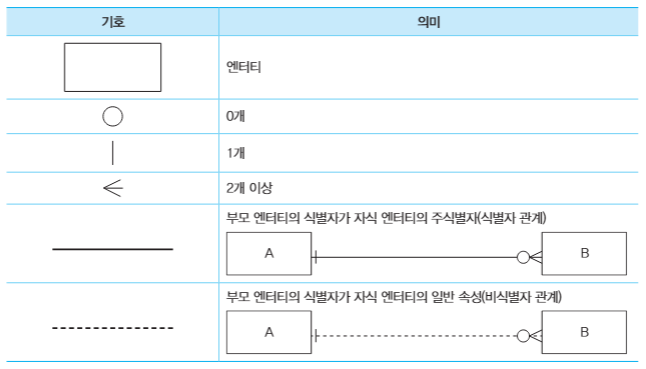 기호 의미
엔터티
0개
1개
2개 이상
부모 엔터티의 식별자가 자식 엔터티의 주식별자(식별자 관계)
A B
부모 엔터티의 식별자가 자식 엔터티의 일반 속성(비식별자 관계)
A B